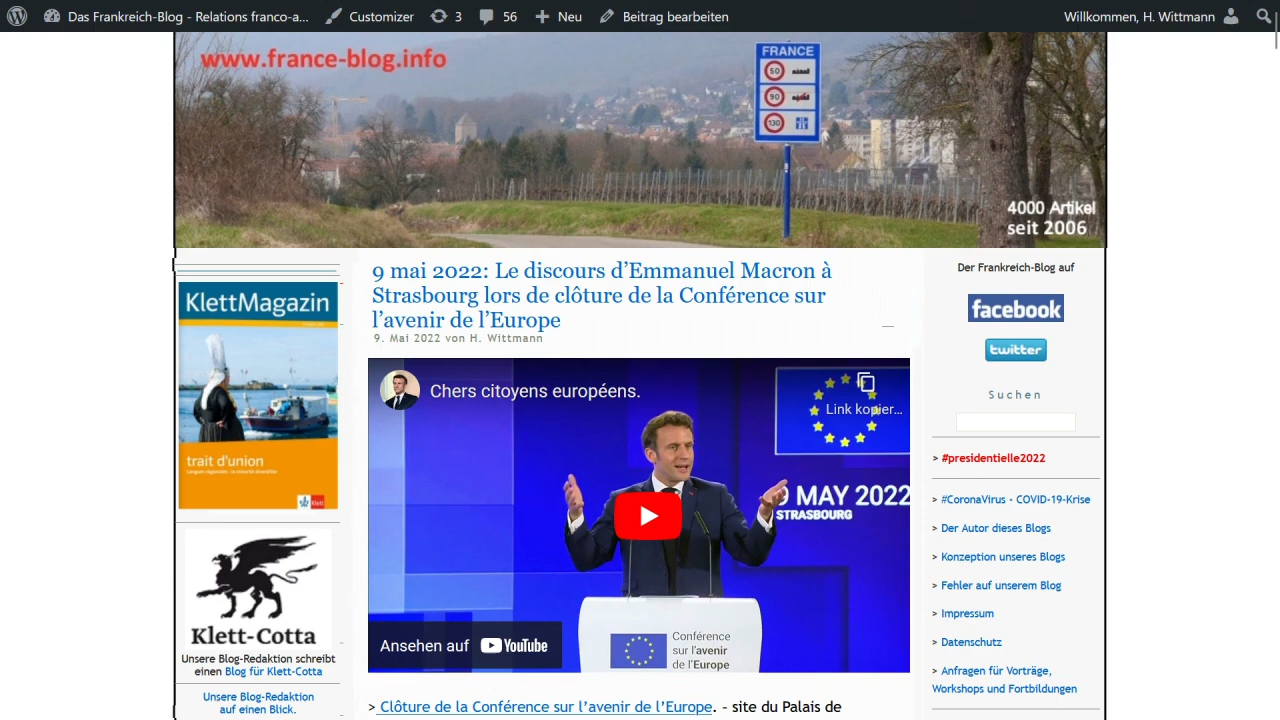 Das Frankreich-Blog - Relations franco-a...
Customizer
3
56
Neu
Beitrag bearbeiten
Willkommen, H. Wittmann
www.france-blog.info
FRANCE
50
90
130
4000 Artikel
seit 2006
KlettMagazin
trait d'union
Klett
Klett-Cotta
Unsere Blog-Redaktion schreibt
einen Blog für Klett-Cotta
Unsere Blog-Redaktion
auf einen Blick.
9 mai 2022: Le discours d’Emmanuel Macron à
Strasbourg lors de clôture de la Conférence sur
l’avenir de l’Europe
9. Mai 2022 von H. Wittmann
Chers citoyens européens.
Link kopier...
9 MAY 2022
STRASBOURG
Conférence
sur l'avenir
de l'Europe
Ansehen auf YouTube
> Clôture de la Conférence sur l’avenir de l’Europe. – site du Palais de
Der Frankreich-Blog auf
facebook
twitter
Suchen
> #presidentielle2022
> #CoronaVirus - COVID-19-Krise
> Der Autor dieses Blogs
> Konzeption unseres Blogs
> Fehler auf unserem Blog
> Impressum
> Datenschutz
> Anfragen für Vorträge,
Workshops und Fortbildungen